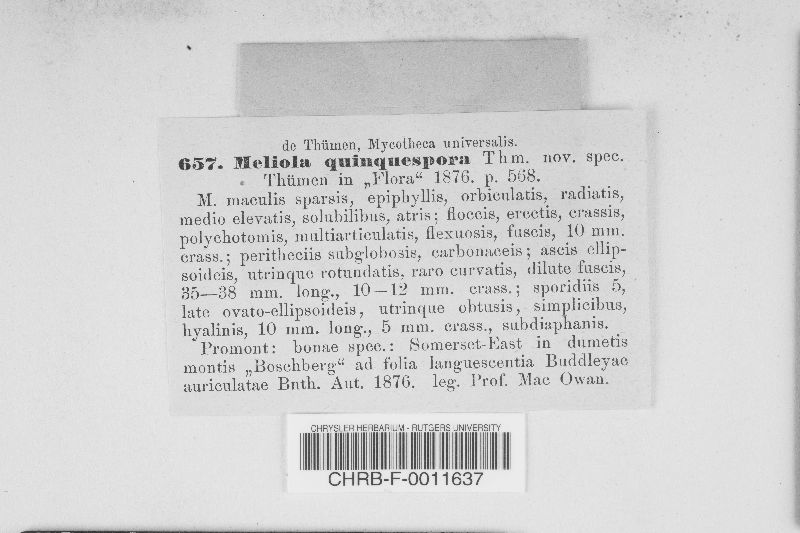 de Thümen, Mycotheca universalis.
657. Meliola quinquespora Thm. nov. spec.
Thümen in „Flora“ 1876. p. 568.
M. maculis sparsis, epiphyllis, orbiculatis, radiatis,
medio elevatis, solubilibus, atris; floccis, erectis, crassis,
polychotomis, multiarticulatis, flexuosis, fuscis, 10 mm.
crass.; peritheciis subglobosis, carbonaceis; ascis ellip-
soideis, utrinque rotundatis, raro curvatis, dilute fuscis,
35—38 mm. long., 10—12 mm. crass.; sporidiis 5,
late ovato-ellipsoideis, utrinque obtusis, simplicibus,
hyalinis, 10 mm. long., 5 mm. crass., subdiaphanis.
Promont: bonae spec.: Somerset-East in dumetis
montis „Boschberg“ ad folia languescentia Buddleyae
auriculatae Bnth. Aut. 1876. leg. Prof. Mac Owan.
CHRYSLER HERBARIUM - RUTGERS UNIVERSITY
CHRB-F-0011637